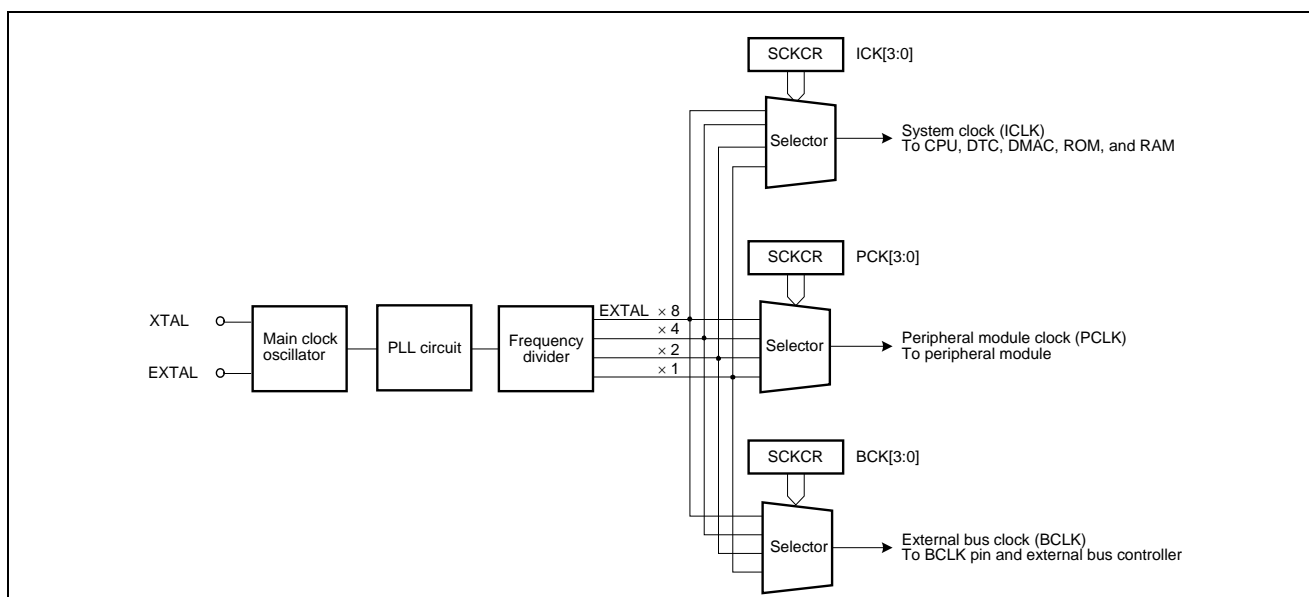 SCKCR ICK[3:0]
Selector
System clock (ICLK)
To CPU, DTC, DMAC, ROM, and RAM
SCKCR PCK[3:0]
XTAL
EXTAL
Main clock
oscillator
PLL circuit
Frequency
divider
EXTAL × 8
× 4
× 2
× 1
Selector
Peripheral module clock (PCLK)
To peripheral module
SCKCR BCK[3:0]
Selector
External bus clock (BCLK)
To BCLK pin and external bus controller